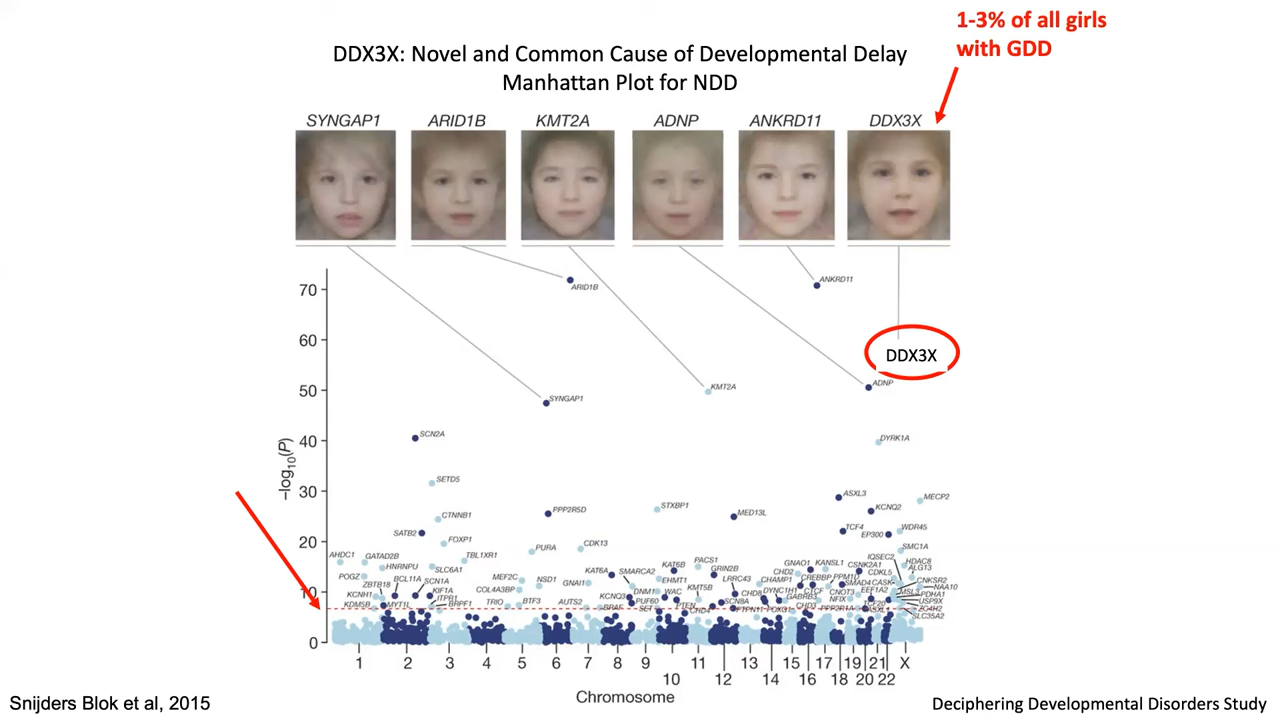 1-3% of all girls
with GDD
DDX3X: Novel and Common Cause of Developmental Delay
Manhattan Plot for NDD
SYNGAP1 ARID1B KMT2A ADNP ANKRD11 DDX3X
ARID1B
ANKRD11
DDX3X
KMT2A
ADNP
SYNGAP1
SCN2A
DYRK1A
SETD5
ASXL3
MECP2
STXBP1
KCNQ2
PPP2R5D
MED13L
CTNNB1
TCF4
WDR45
SATB2
EP300
FOXP1
CDK13
PURA
SMC1A
AHDC1
GATAD2B
TBL1XR1
PACS1
IQSEC2
HDAC8
HNRNPU
SLC6A1
KAT6A
SMARCA2
KAT6B
GRIN2B
GNAO1
KANSL1
CSNK2A1
ALG13
POGZ
MEF2C
NSD1
GNAI1
EHMT1
LRRC43
CHAMP1
CHD2
CREBBP
PPM1D
CDKL5
ZBTB18
BCL11A
SCN1A
COL4A3BP
DNM1
WAC
KMT5B
CHD8
DYNC1H1
CTCF
SMAD4
CASK
CNKSR2
NAA10
KCNH1
KIF1A
ITPR1
KCNQ3
PUF60
PTEN
SCN8A
GABRB3
CNOT3
NFIX
EEF1A2
MSL3
PDHA1
USP9X
KDM5B
MYT1L
BRPF1
TRIO
BTF3
AUTS2
BRAF
SET
CHD4
PTPN11
FOXG1
CHD3
PPP2R1A
ZC4H2
SLC35A2
70
60
50
40
30
20
10
0
–log10(P)
1 2 3 4 5 6 7 8 9 10 11 12 13 14 15 16 17 18 19 20 21 22 X
Chromosome
Snijders Blok et al, 2015
Deciphering Developmental Disorders Study